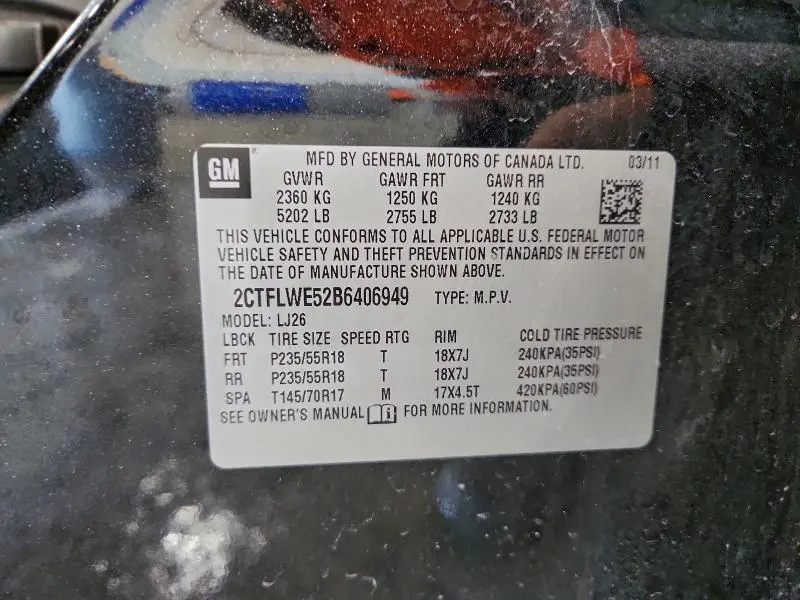 GM MFD BY GENERAL MOTORS OF CANADA LTD. 03/11
GVWR GAWR FRT GAWR RR
2360 KG 1250 KG 1240 KG
5202 LB 2755 LB 2733 LB
THIS VEHICLE CONFORMS TO ALL APPLICABLE U.S. FEDERAL MOTOR
VEHICLE SAFETY AND THEFT PREVENTION STANDARDS IN EFFECT ON
THE DATE OF MANUFACTURE SHOWN ABOVE.
2CTFLWE52B6406949 TYPE: M.P.V.
MODEL: LJ26
LBCK TIRE SIZE SPEED RTG RIM COLD TIRE PRESSURE
FRT P235/55R18 T 18X7J 240KPA(35PSI)
RR P235/55R18 T 18X7J 240KPA(35PSI)
SPA T145/70R17 M 17X4.5T 420KPA(60PSI)
SEE OWNER'S MANUAL FOR MORE INFORMATION.